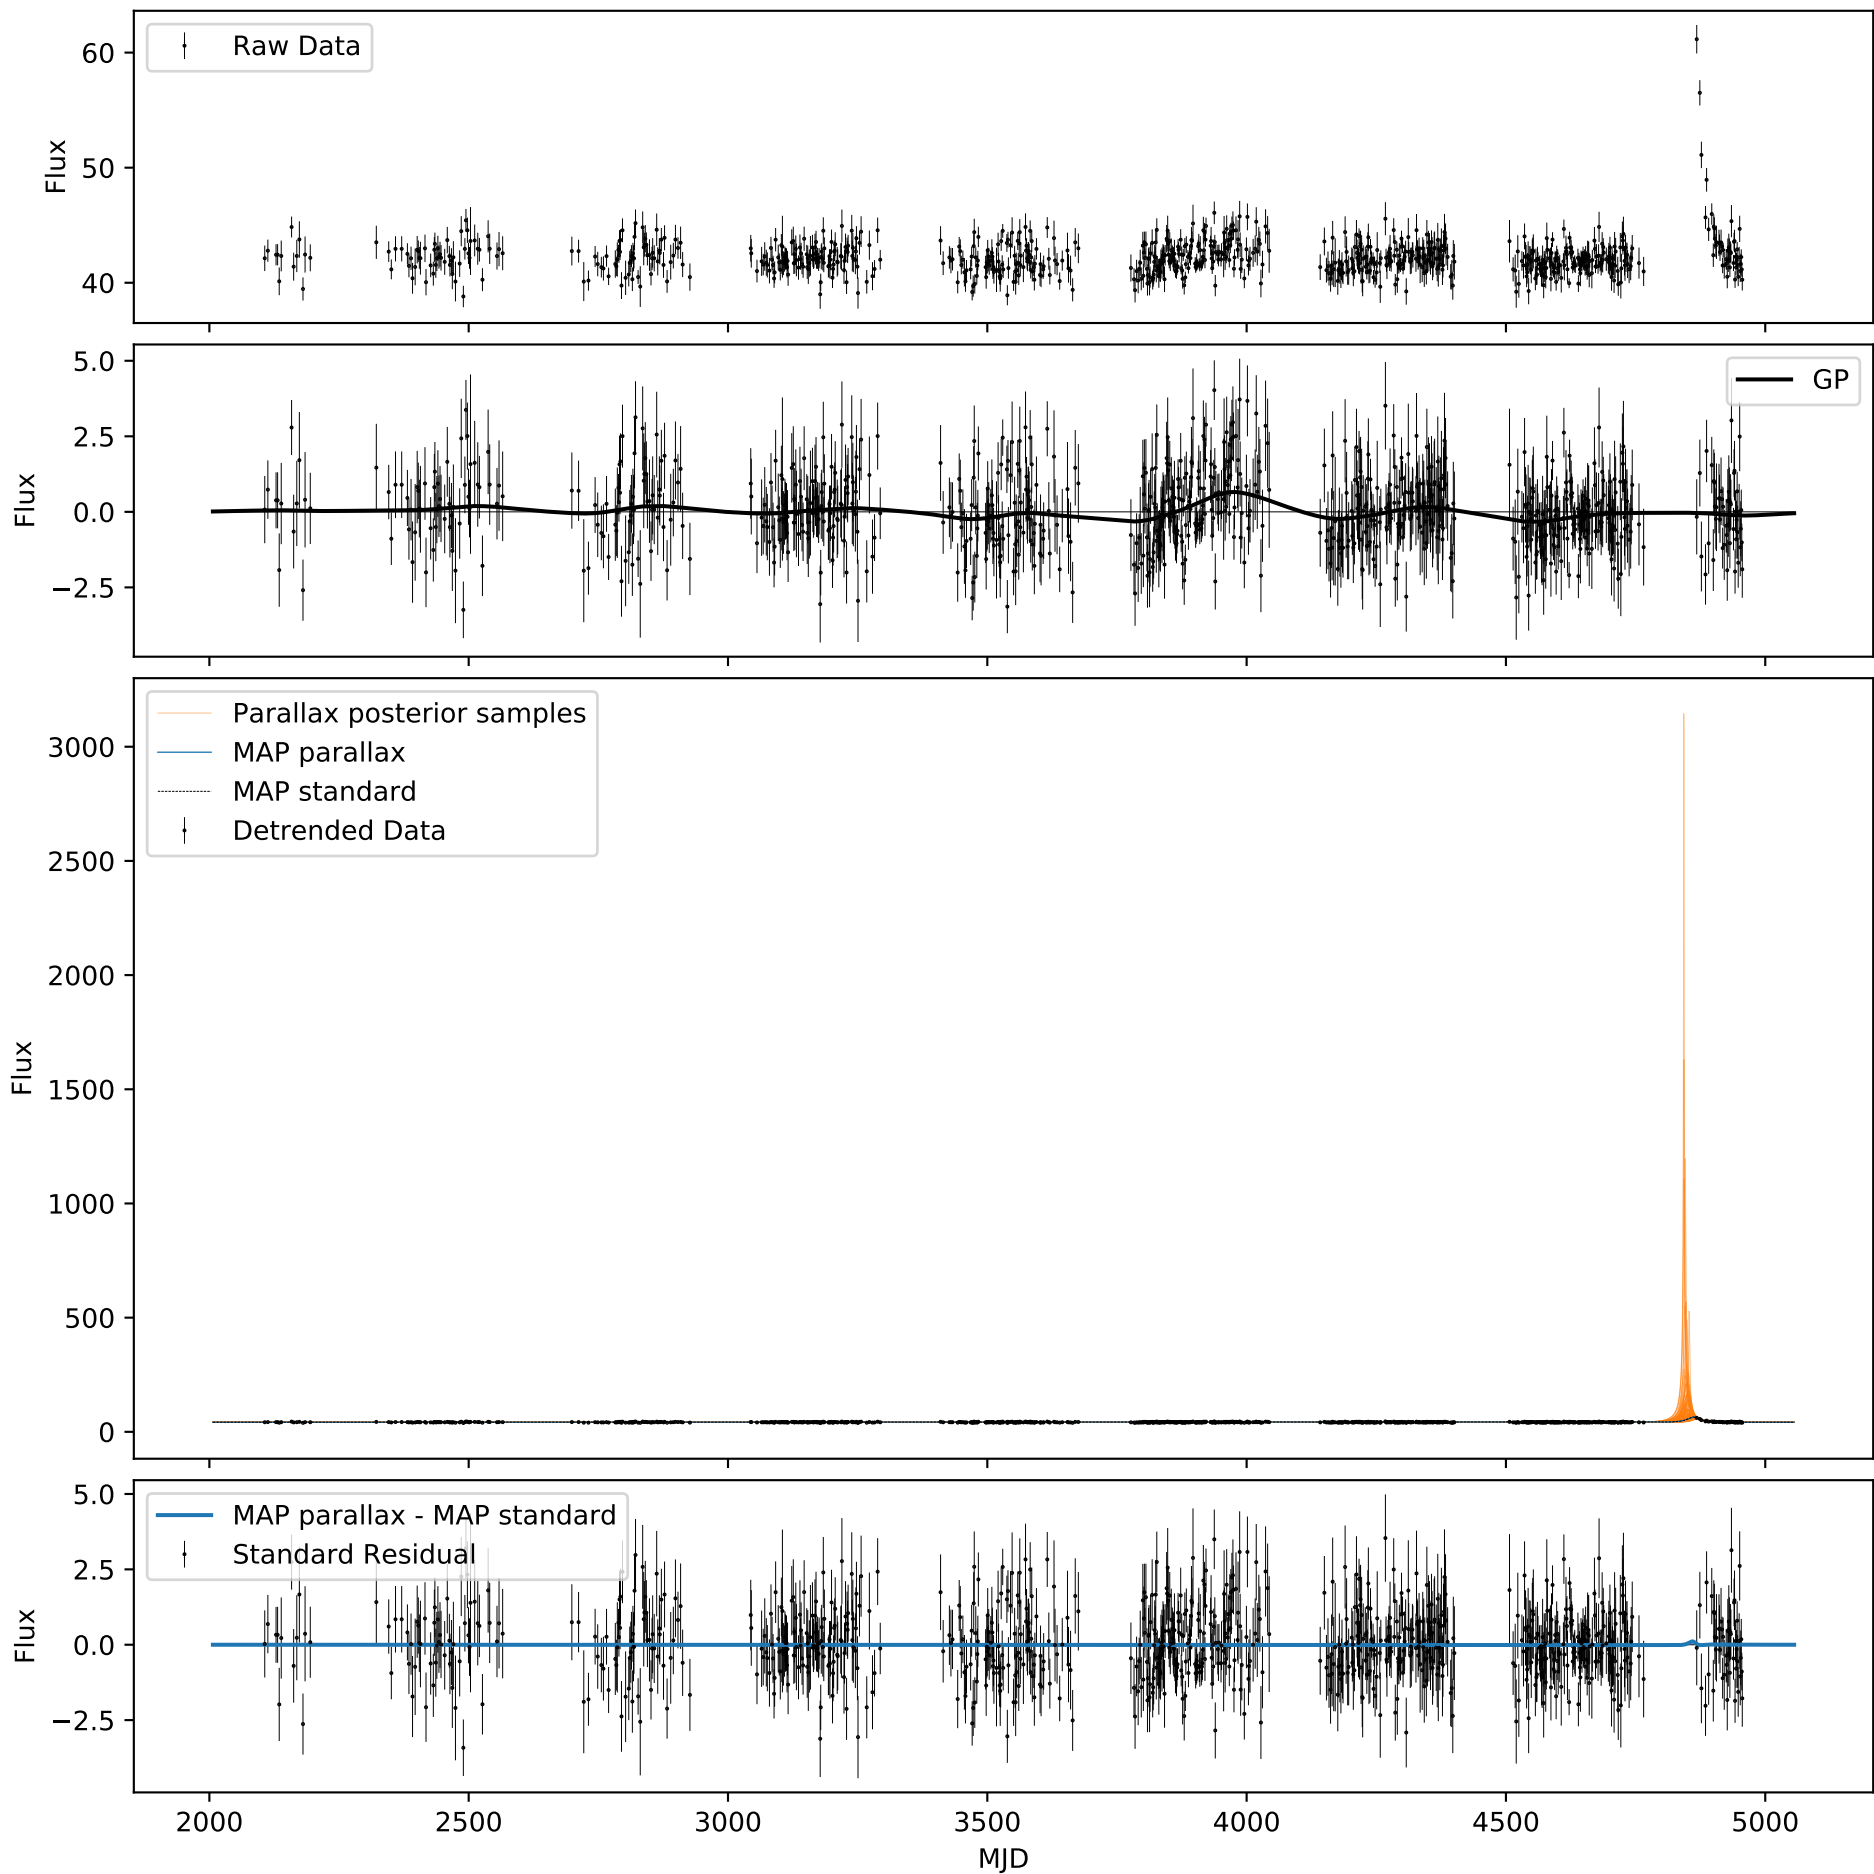 Raw Data
60
50
40
Flux
GP
5.0
2.5
0.0
−2.5
Flux
Parallax posterior samples
MAP parallax
MAP standard
Detrended Data
3000
2500
2000
1500
1000
500
0
Flux
MAP parallax - MAP standard
Standard Residual
5.0
2.5
0.0
−2.5
Flux
2000 2500 3000 3500 4000 4500 5000
MJD